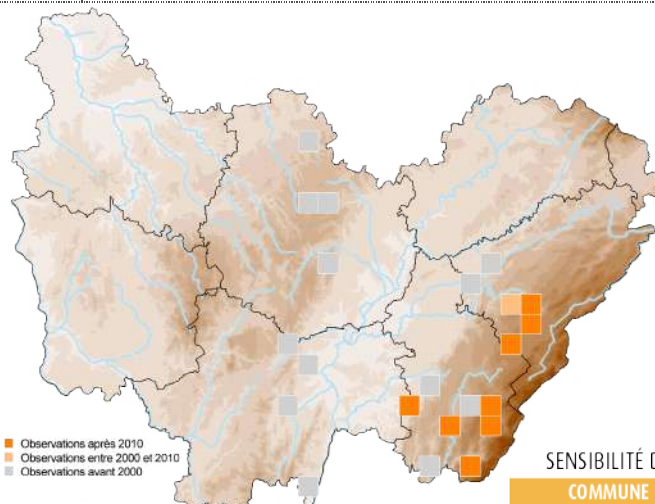 Observations après 2010
Observations entre 2000 et 2010
Observations avant 2000
SENSIBILITÉ
COMMUNE